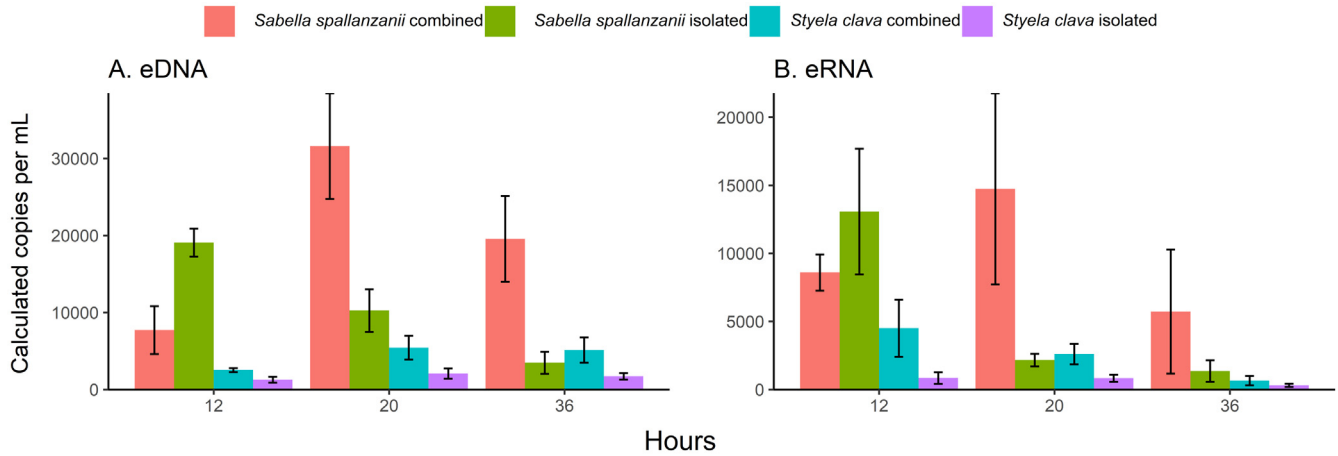 Sabella spallanzanii combined Sabella spallanzanii isolated Styela clava combined Styela clava isolated
A. eDNA
B. eRNA
Calculated copies per mL
30000
20000
10000
0
12 20 36
20000
15000
10000
5000
0
12 20 36
Hours